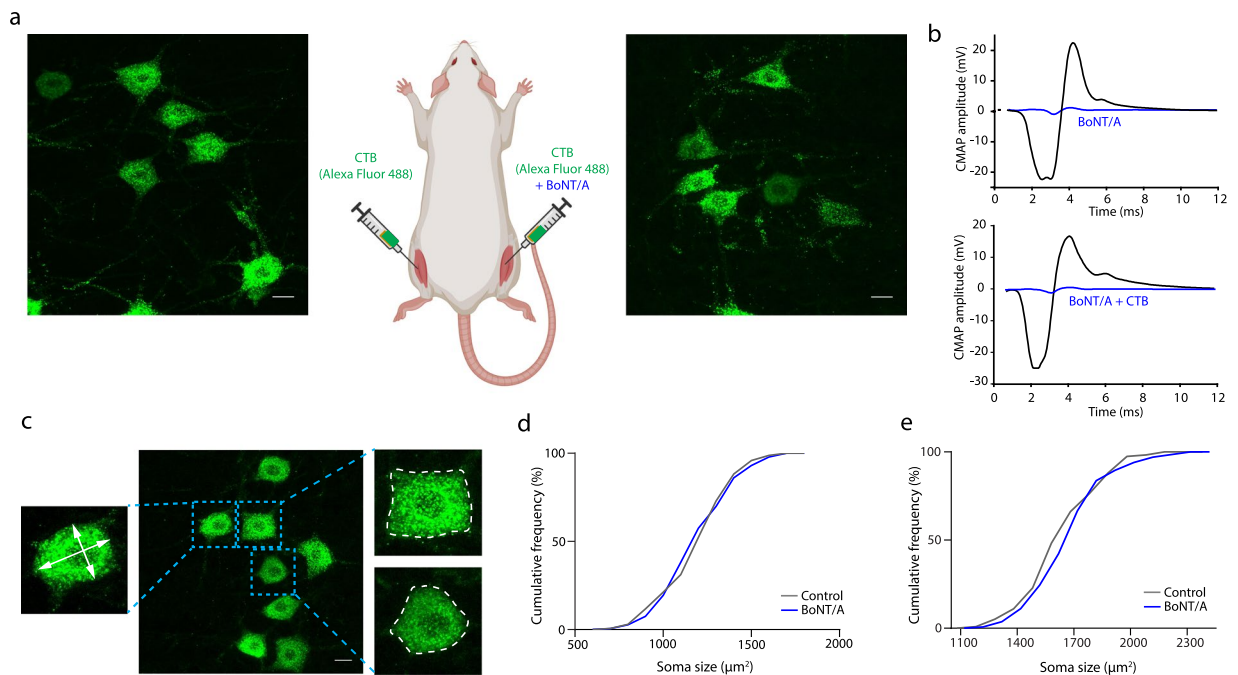 a
CTB
(Alexa Fluor 488)
CTB
(Alexa Fluor 488)
+ BoNT/A
b
CMAP amplitude (mV)
20
10
0
-10
-20
BoNT/A
0 2 4 6 8 10 12
Time (ms)
CMAP amplitude (mV)
20
10
0
-10
-20
-30
BoNT/A + CTB
0 2 4 6 8 10 12
Time (ms)
c
d
Cumulative frequency (%)
100
50
0
Control
BoNT/A
500 1000 1500 2000
Soma size (µm²)
e
Cumulative frequency (%)
100
50
0
Control
BoNT/A
1100 1400 1700 2000 2300
Soma size (µm²)